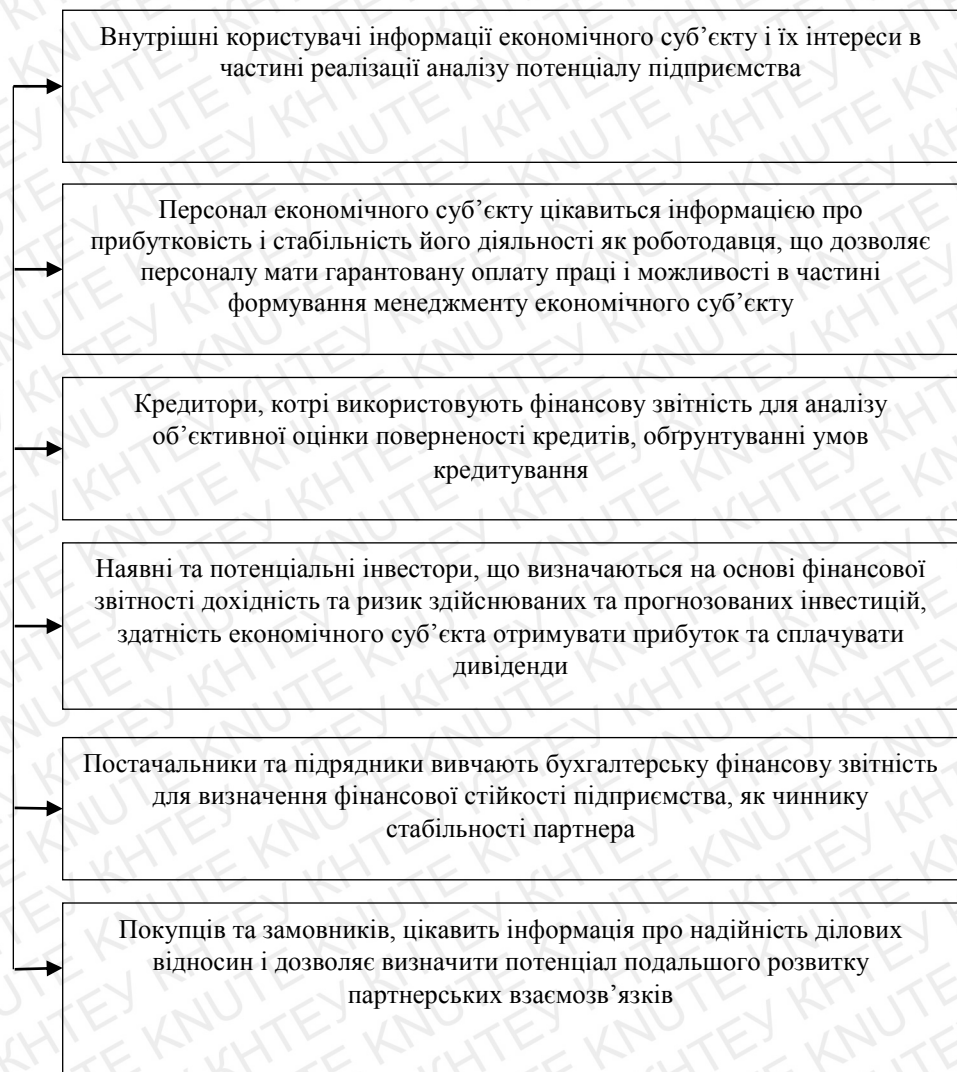 Внутрішні користувачі інформації економічного суб’єкту і їх інтереси в
частині реалізації аналізу потенціалу підприємства
Персонал економічного суб’єкту цікавиться інформацією про
прибутковість і стабільність його діяльності як роботодавця, що дозволяє
персоналу мати гарантовану оплату праці і можливості в частині
формування менеджменту економічного суб’єкту
Кредитори, котрі використовують фінансову звітність для аналізу
об’єктивної оцінки поверненості кредитів, обґрунтуванні умов
кредитування
Наявні та потенціальні інвестори, що визначаються на основі фінансової
звітності дохідність та ризик здійснюваних та прогнозованих інвестицій,
здатність економічного суб’єкта отримувати прибуток та сплачувати
дивіденди
Постачальники та підрядники вивчають бухгалтерську фінансову звітність
для визначення фінансової стійкості підприємства, як чиннику
стабільності партнера
Покупців та замовників, цікавить інформація про надійність ділових
відносин і дозволяє визначити потенціал подальшого розвитку
партнерських взаємозв’язків